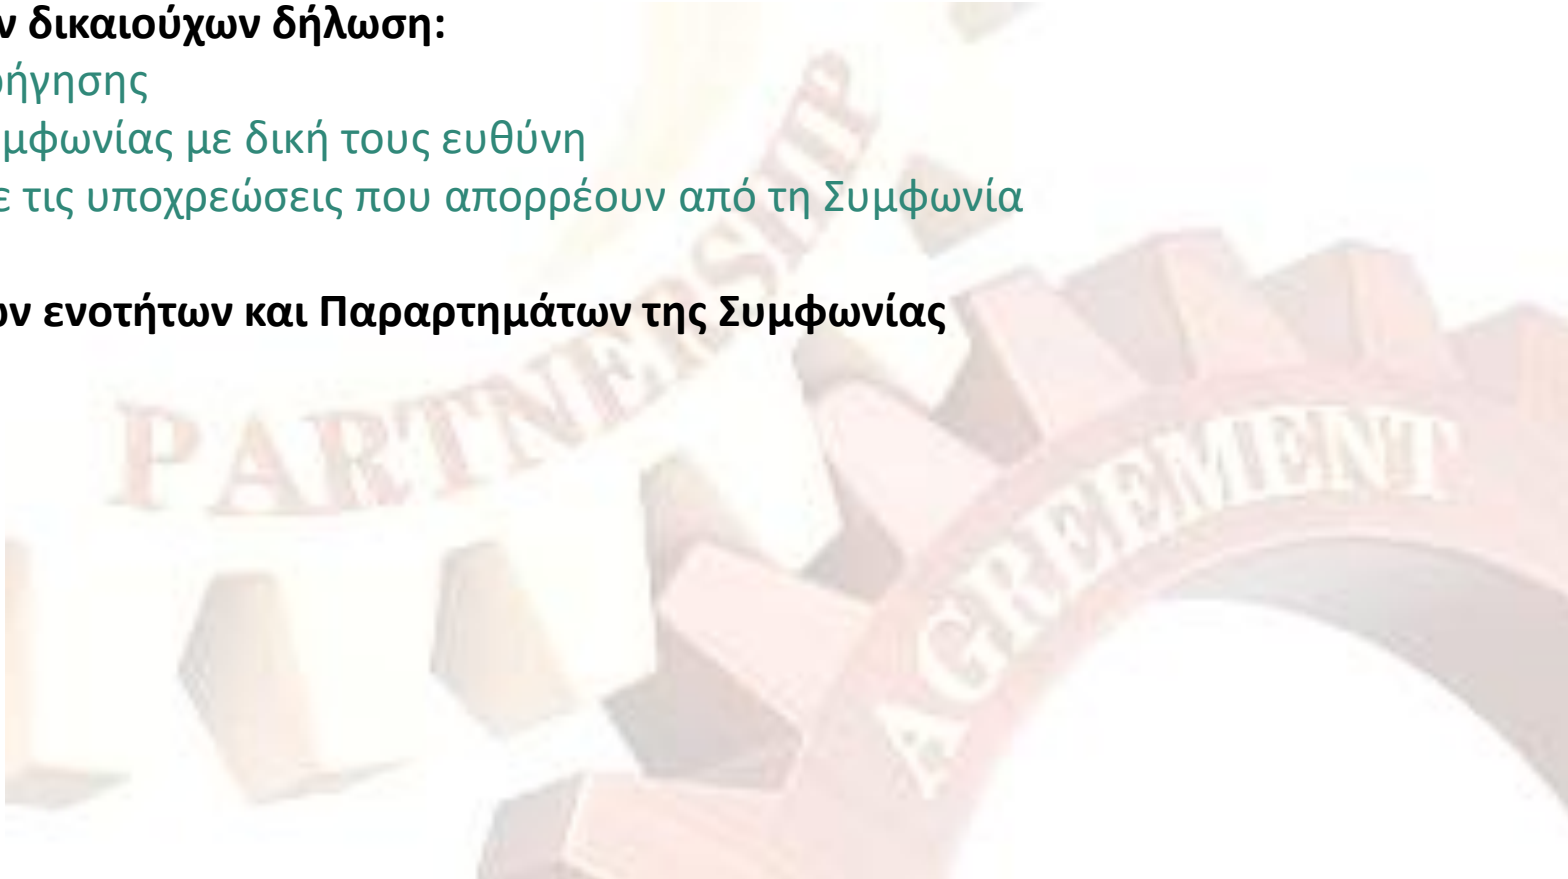 ν δικαιούχων δήλωση:
ρήγησης
μφωνίας με δική τους ευθύνη
ε τις υποχρεώσεις που απορρέουν από τη Συμφωνία
ων ενοτήτων και Παραρτημάτων της Συμφωνίας
PARTNERSHIP
AGREEMENT